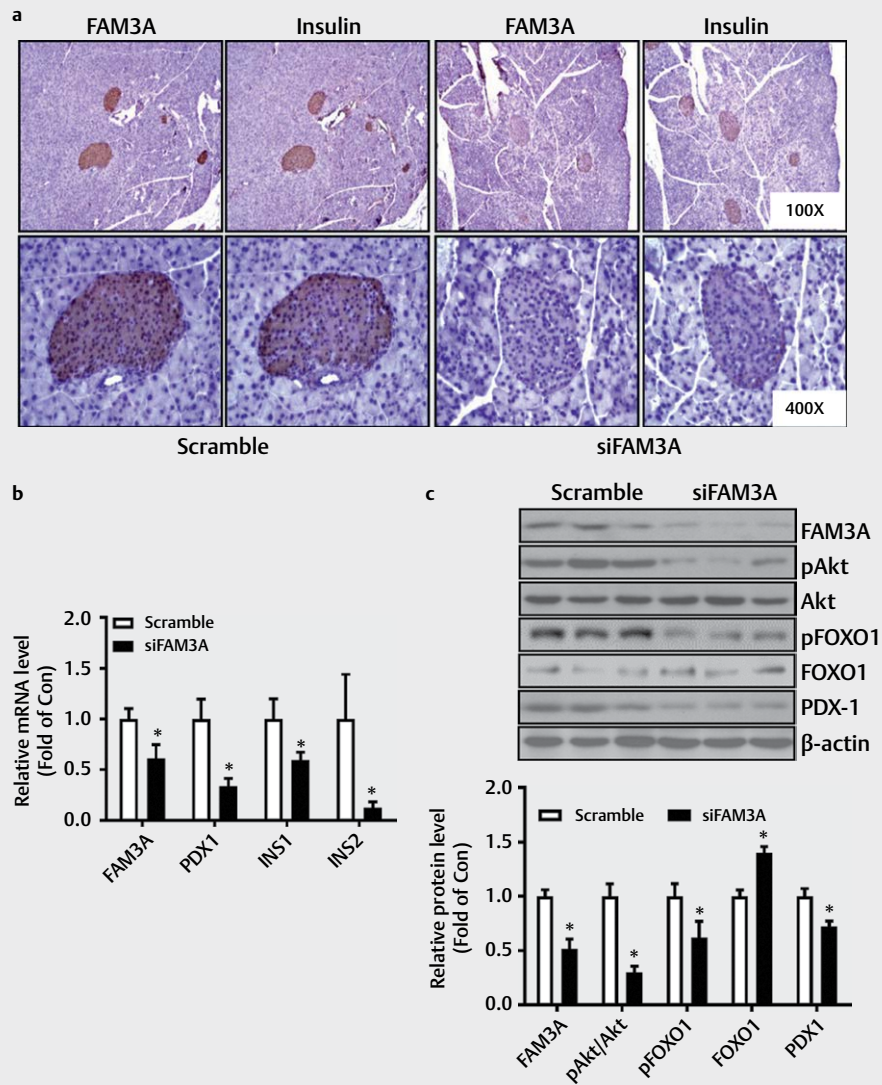 a
FAM3A Insulin FAM3A Insulin
100X
400X
Scramble siFAM3A
b
2.0
1.5
1.0
0.5
0.0
Relative mRNA level
(Fold of Con)
Scramble
siFAM3A
* * * *
FAM3A PDX1 INS1 INS2
c
Scramble siFAM3A
FAM3A
pAkt
Akt
pFOXO1
FOXO1
PDX-1
β-actin
2.0
1.5
1.0
0.5
0.0
Relative protein level
(Fold of Con)
Scramble siFAM3A
* * * * *
FAM3A pAkt/Akt pFOXO1 FOXO1 PDX1